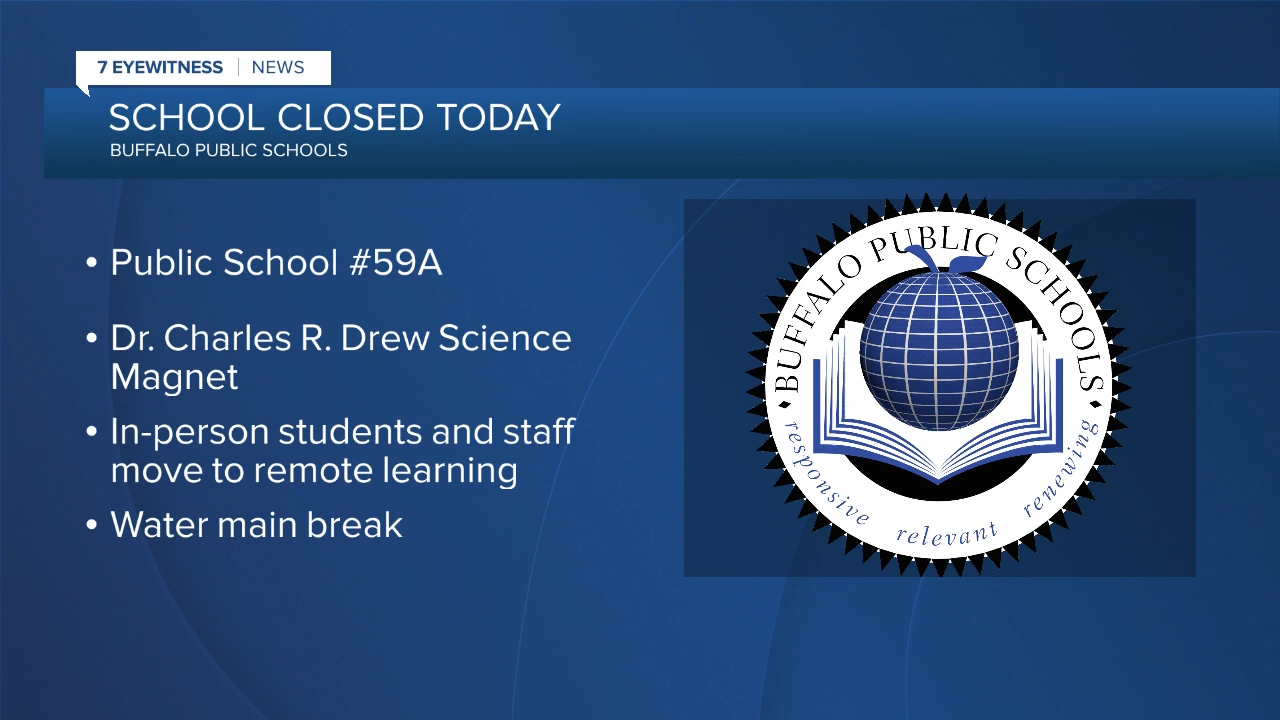 7 EYEWITNESS | NEWS
SCHOOL CLOSED TODAY
BUFFALO PUBLIC SCHOOLS
• Public School #59A
• Dr. Charles R. Drew Science
Magnet
• In-person students and staff
move to remote learning
• Water main break
BUFFALO PUBLIC SCHOOLS
responsive relevant renewing